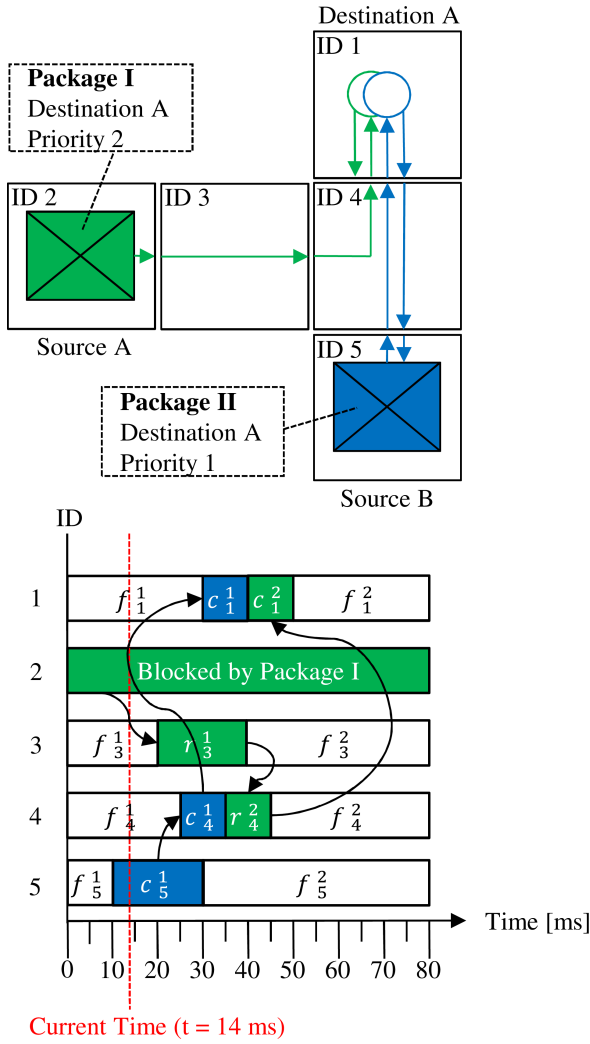 Destination A
ID 1
Package I
Destination A
Priority 2
ID 2
ID 3
ID 4
Source A
ID 5
Package II
Destination A
Priority 1
Source B
ID
1
f 1 1
c 1 1
c 2 1
f 2 1
2
Blocked by Package I
3
f 1 3
r 1 3
f 2 3
4
f 1 4
c 1 4
r 2 4
f 2 4
5
f 1 5
c 1 5
f 2 5
Time [ms]
0 10 20 30 40 50 60 70 80
Current Time (t = 14 ms)